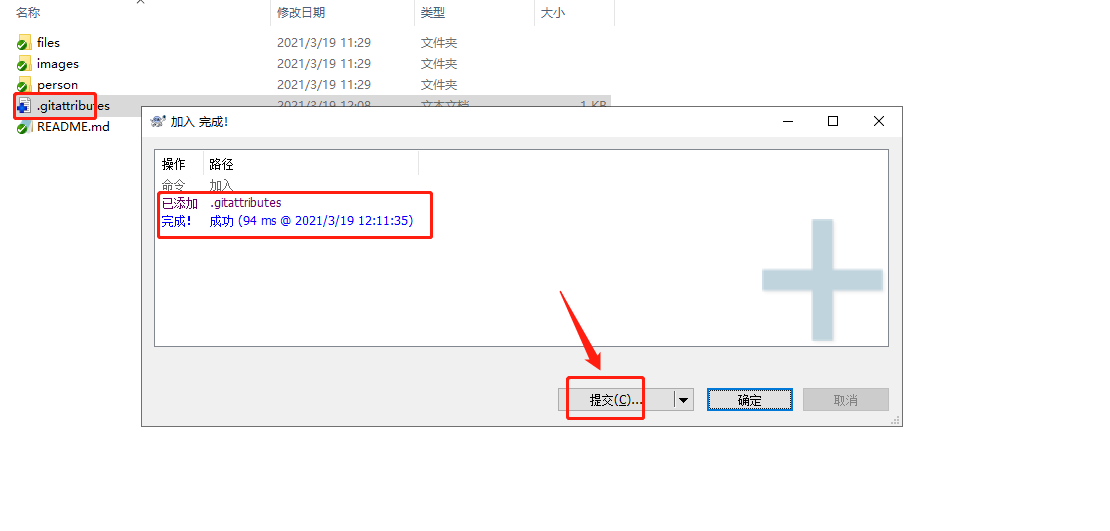 名称 修改日期 类型 大小
files 2021/3/19 11:29 文件夹
images 2021/3/19 11:29 文件夹
person 2021/3/19 11:29 文件夹
.gitattributes 2021/3/19 12:08 文本文档 1 KB
README.md
加入 完成!
操作 路径
命令 加入
已添加 .gitattributes
完成! 成功 (94 ms @ 2021/3/19 12:11:35)
提交(C)... 确定 取消